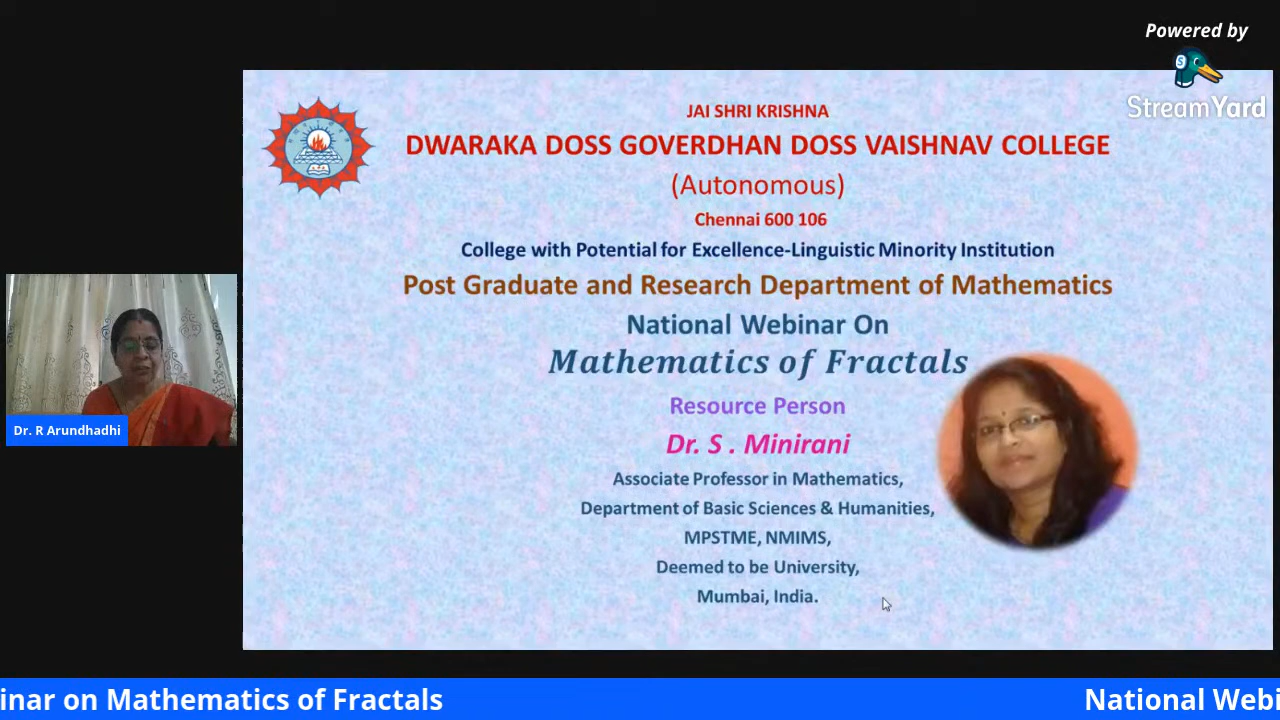 Powered by
StreamYard
JAI SHRI KRISHNA
DWARAKA DOSS GOVERDHAN DOSS VAISHNAV COLLEGE
(Autonomous)
Chennai 600 106
College with Potential for Excellence-Linguistic Minority Institution
Post Graduate and Research Department of Mathematics
National Webinar On
Mathematics of Fractals
Resource Person
Dr. S . Minirani
Associate Professor in Mathematics,
Department of Basic Sciences & Humanities,
MPSTME, NMIMS,
Deemed to be University,
Mumbai, India.
Dr. R Arundhadhi
inar on Mathematics of Fractals National Webi